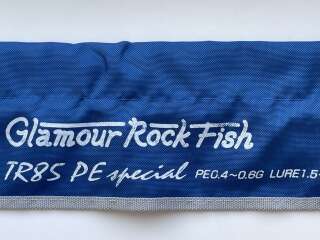 Glamour Rock Fish
TR85 PE special PE0.4~0.6G LURE1.5